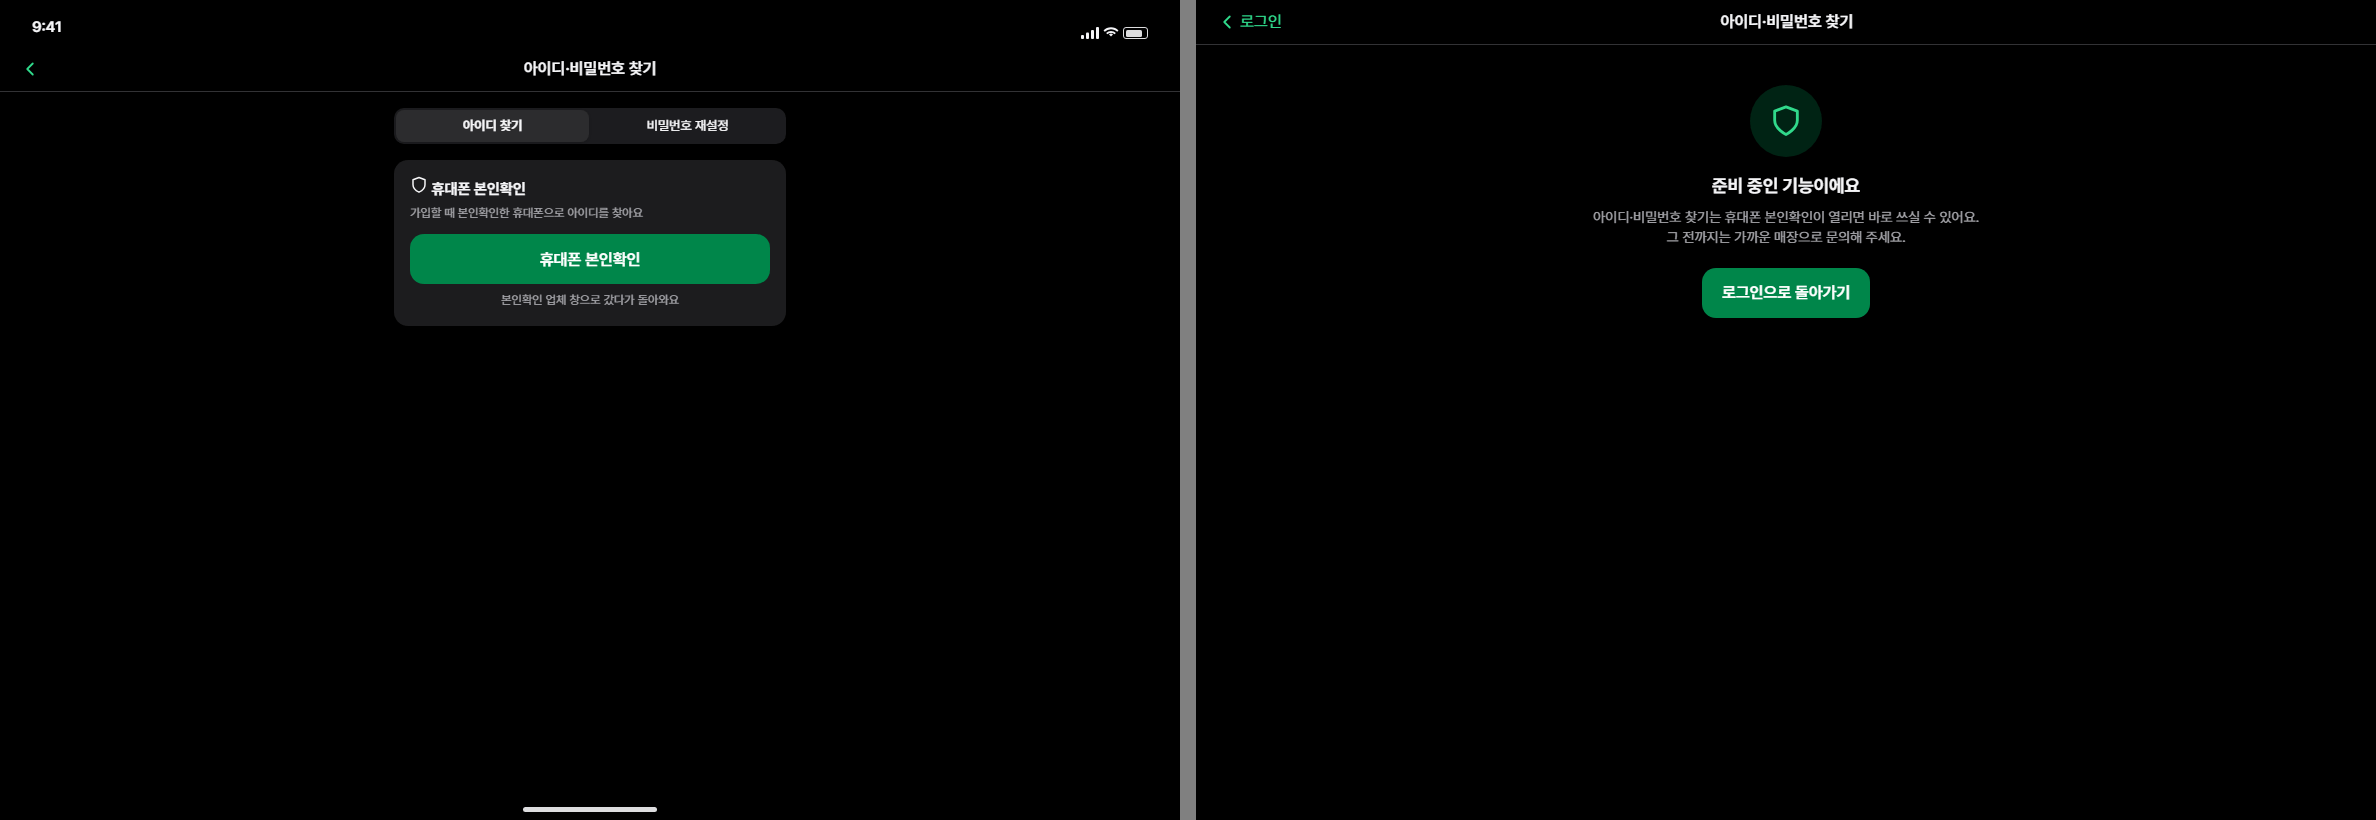 9:41
아이디·비밀번호 찾기
아이디 찾기
비밀번호 재설정
휴대폰 본인확인
가입할 때 본인확인한 휴대폰으로 아이디를 찾아요
휴대폰 본인확인
본인확인 업체 창으로 갔다가 돌아와요
로그인
아이디·비밀번호 찾기
준비 중인 기능이에요
아이디·비밀번호 찾기는 휴대폰 본인확인이 열리면 바로 쓰실 수 있어요.
그 전까지는 가까운 매장으로 문의해 주세요.
로그인으로 돌아가기